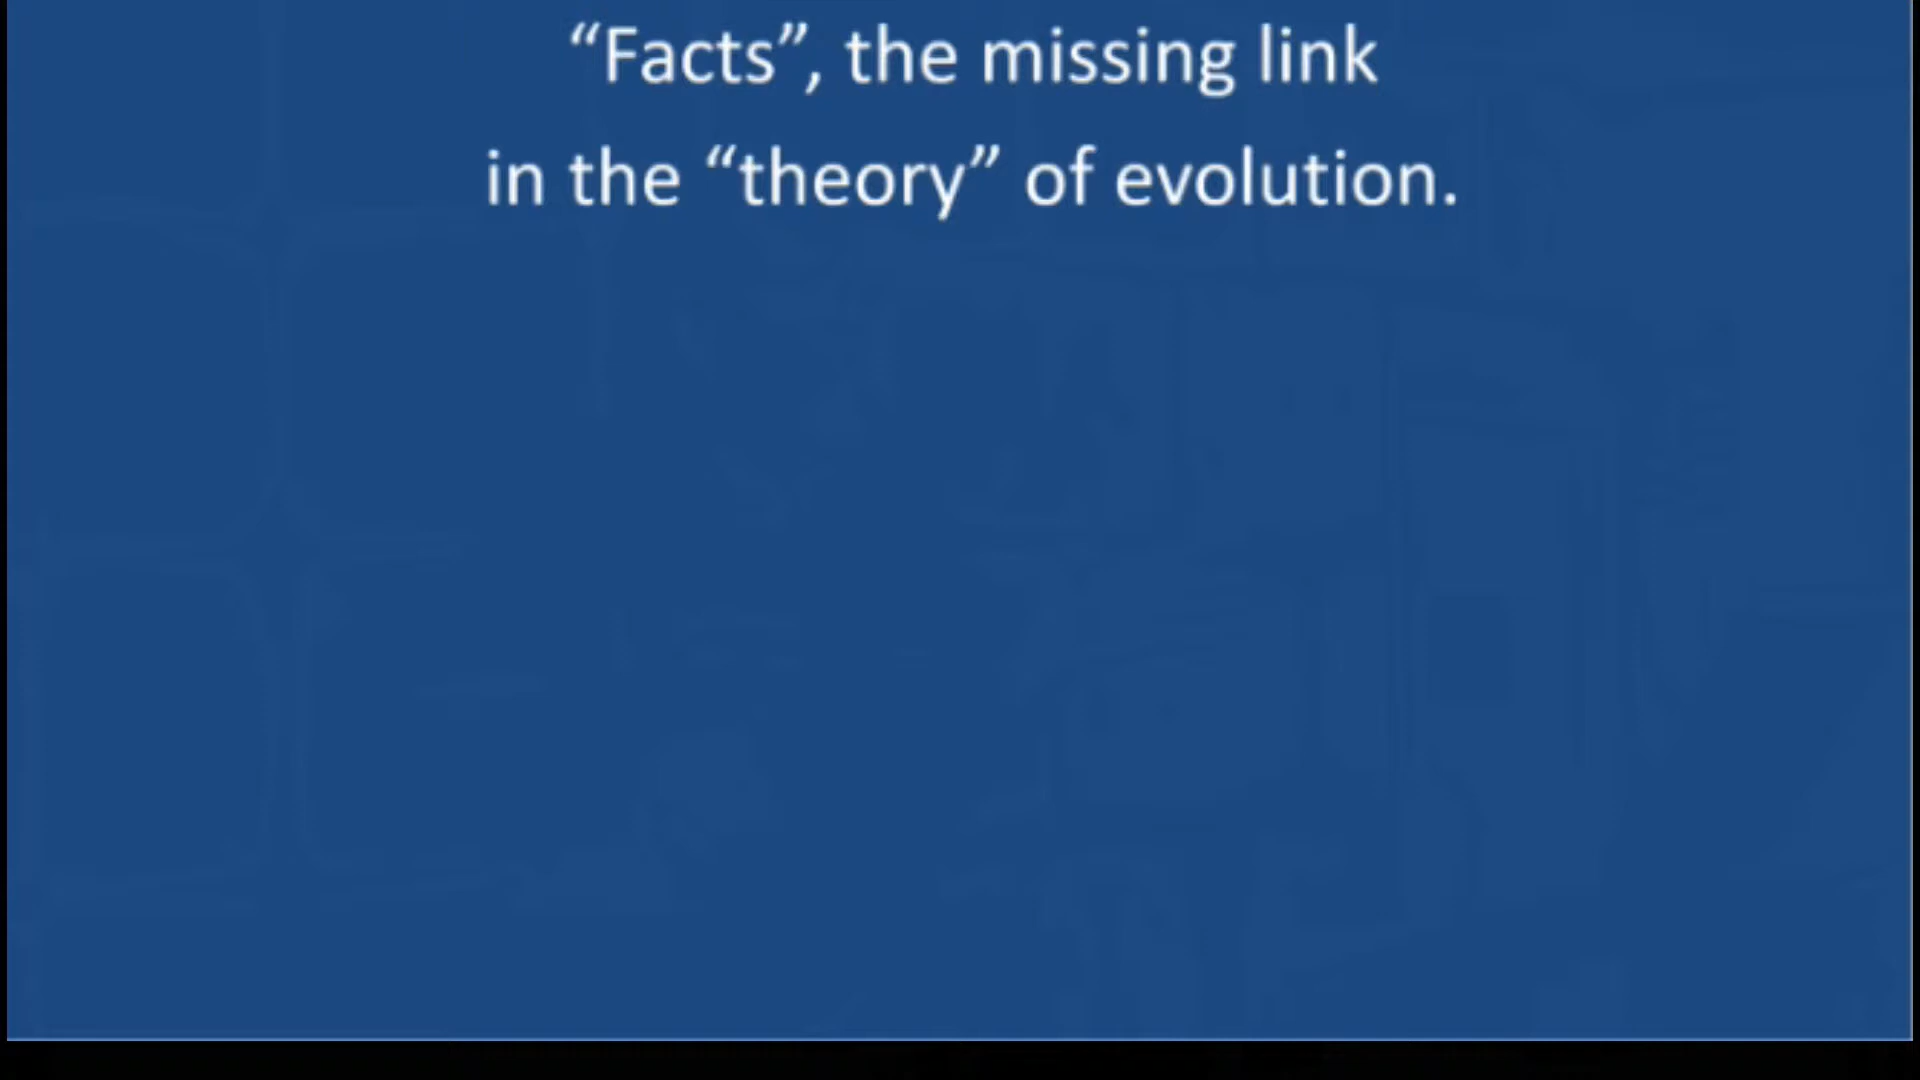 “Facts”, the missing link
in the “theory” of evolution.